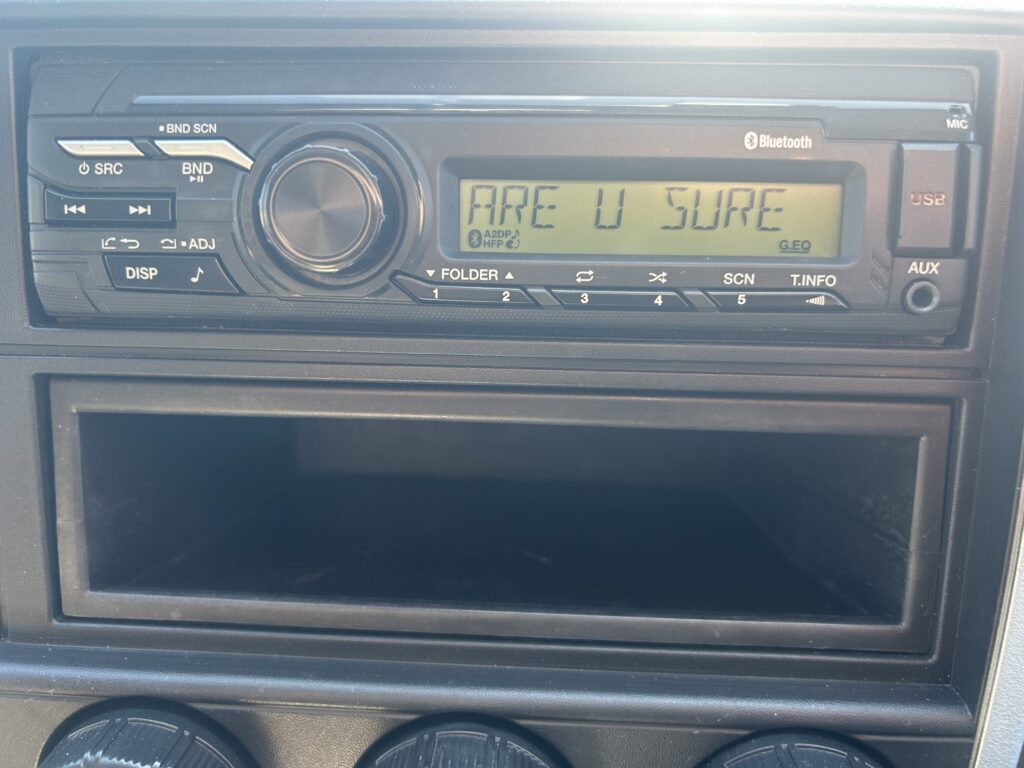 MIC
BND SCN
Bluetooth
SRC
BND
ARE U SURE
USB
A2DP
HFP
G.EQ
ADJ
DISP
FOLDER
SCN
T.INFO
AUX
1 2 3 4 5